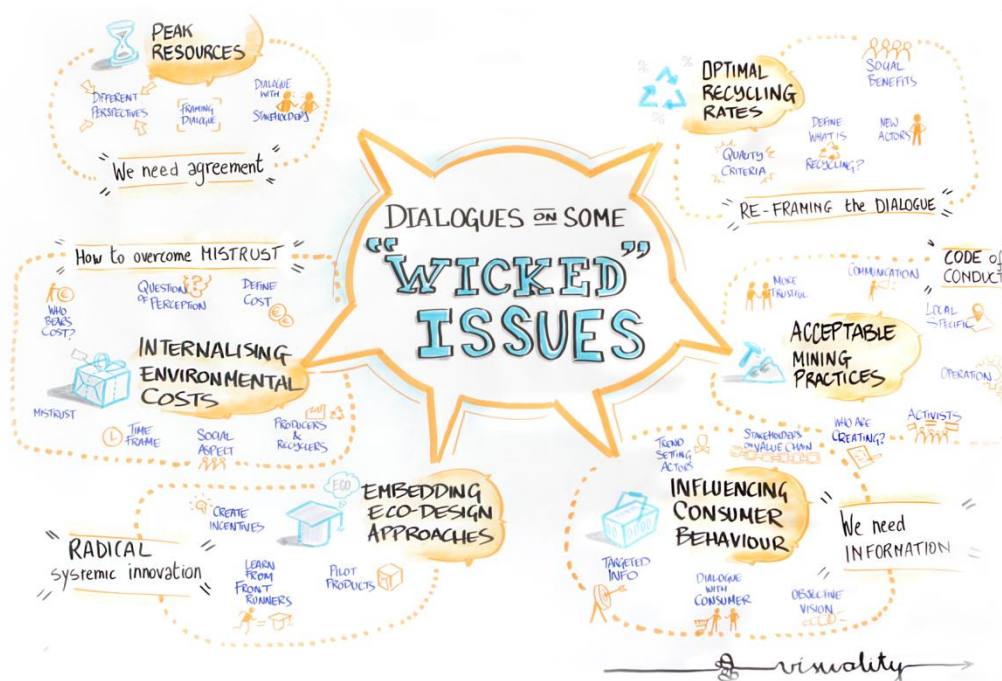 DIALOGUES ON SOME
"WICKED"
ISSUES
PEAK
RESOURCES
DIFFERENT
PERSPECTIVES
FRAMING
DIALOGUE
DIALOGUE
WITH
STAKEHOLDERS
We need agreement
How to overcome MISTRUST
WHO
BEARS
COST?
QUESTION
OF PERCEPTION
DEFINE
COST
INTERNALISING
ENVIRONMENTAL
COSTS
MISTRUST
TIME
FRAME
SOCIAL
ASPECT
PRODUCERS
&
RECYCLERS
ECO
EMBEDDING
ECO-DESIGN
APPROACHES
CREATE
INCENTIVES
LEARN
FROM
FRONT
RUNNERS
PILOT
PRODUCTS
RADICAL
systemic innovation
% % %
OPTIMAL
RECYCLING
RATES
SOCIAL
BENEFITS
QUALITY
CRITERIA
DEFINE
WHAT IS
RECYCLING?
NEW
ACTORS
RE-FRAMING the DIALOGUE
CODE of
CONDUCT
MORE
TRUSTFUL
COMMUNICATION
LOCAL
SPECIFIC
ACCEPTABLE
MINING
PRACTICES
OPERATION
WHO ARE
CREATING?
ACTIVISTS
TREND
SETTING
ACTORS
STAKEHOLDERS
ON VALUE CHAIN
INFLUENCING
CONSUMER
BEHAVIOUR
We need
INFORMATION
TARGETED
INFO
DIALOGUE
WITH
CONSUMER
OBJECTIVE
VISION
visuality